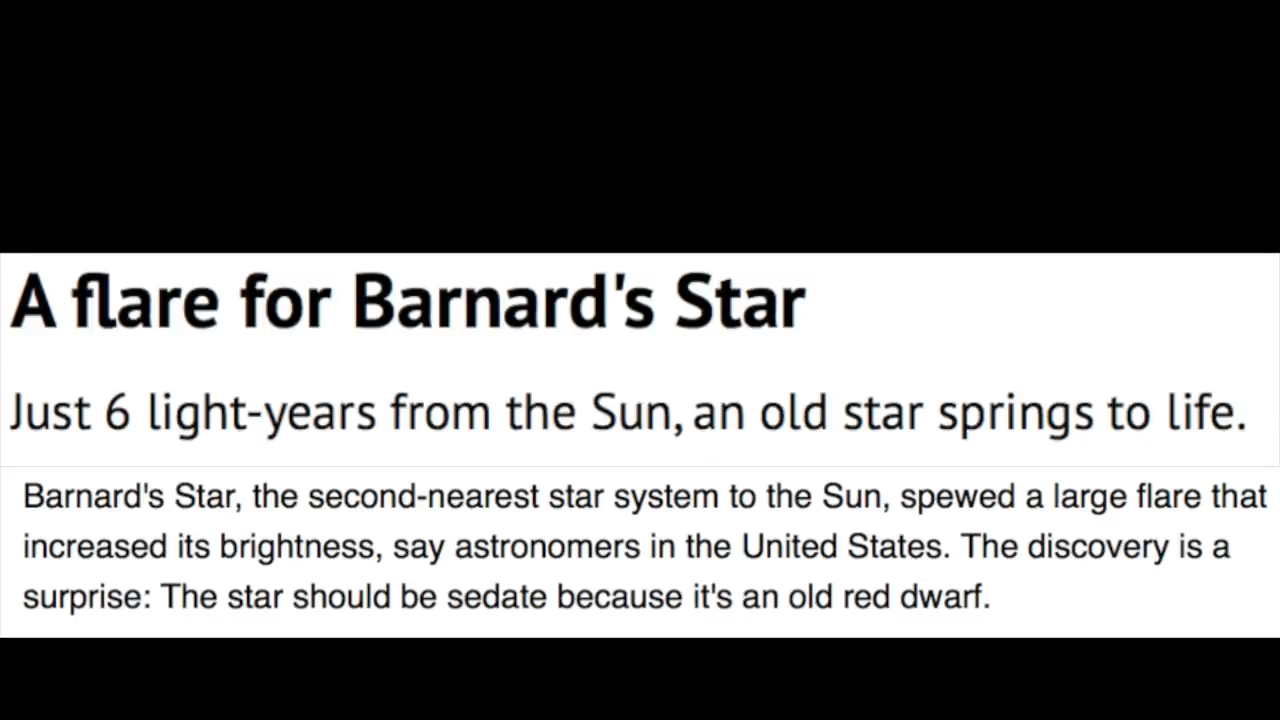 A flare for Barnard's Star
Just 6 light-years from the Sun, an old star springs to life.
Barnard's Star, the second-nearest star system to the Sun, spewed a large flare that
increased its brightness, say astronomers in the United States. The discovery is a
surprise: The star should be sedate because it's an old red dwarf.